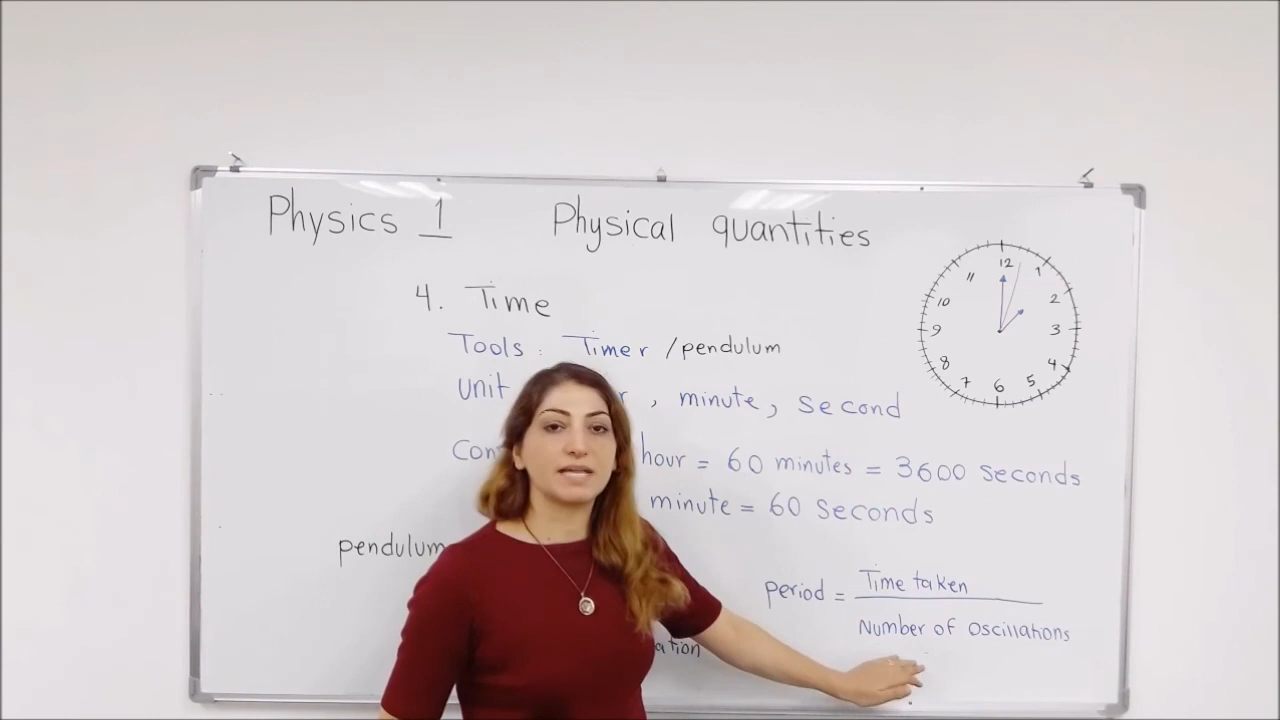 Physics 1 Physical quantities
4. Time
Tools : Timer / pendulum
unit , minute, second
hour = 60 minutes = 3600 seconds
minute = 60 seconds
pendulum
period = Time taken
Number of oscillations
12
1
2
3
4
5
6
7
8
9
10
11